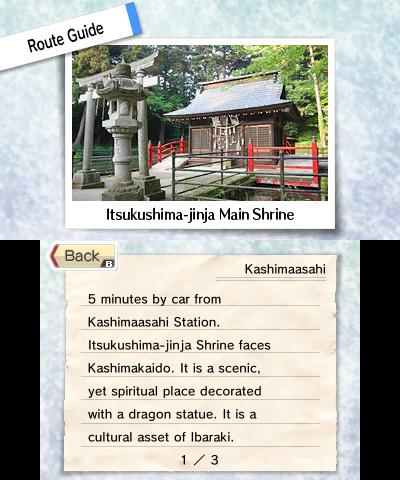 Route Guide
Itsukushima-jinja Main Shrine
Back
B
Kashimaasahi
5 minutes by car from
Kashimaasahi Station.
Itsukushima-jinja Shrine faces
Kashimakaido. It is a scenic,
yet spiritual place decorated
with a dragon statue. It is a
cultural asset of Ibaraki.
1 / 3